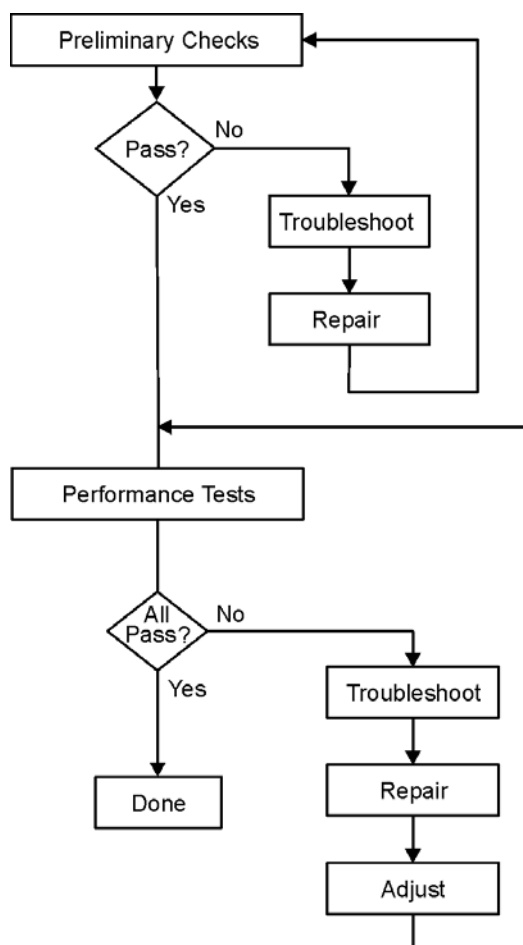 Preliminary Checks
Pass?
No
Yes
Troubleshoot
Repair
Performance Tests
All
Pass?
No
Yes
Troubleshoot
Done
Repair
Adjust